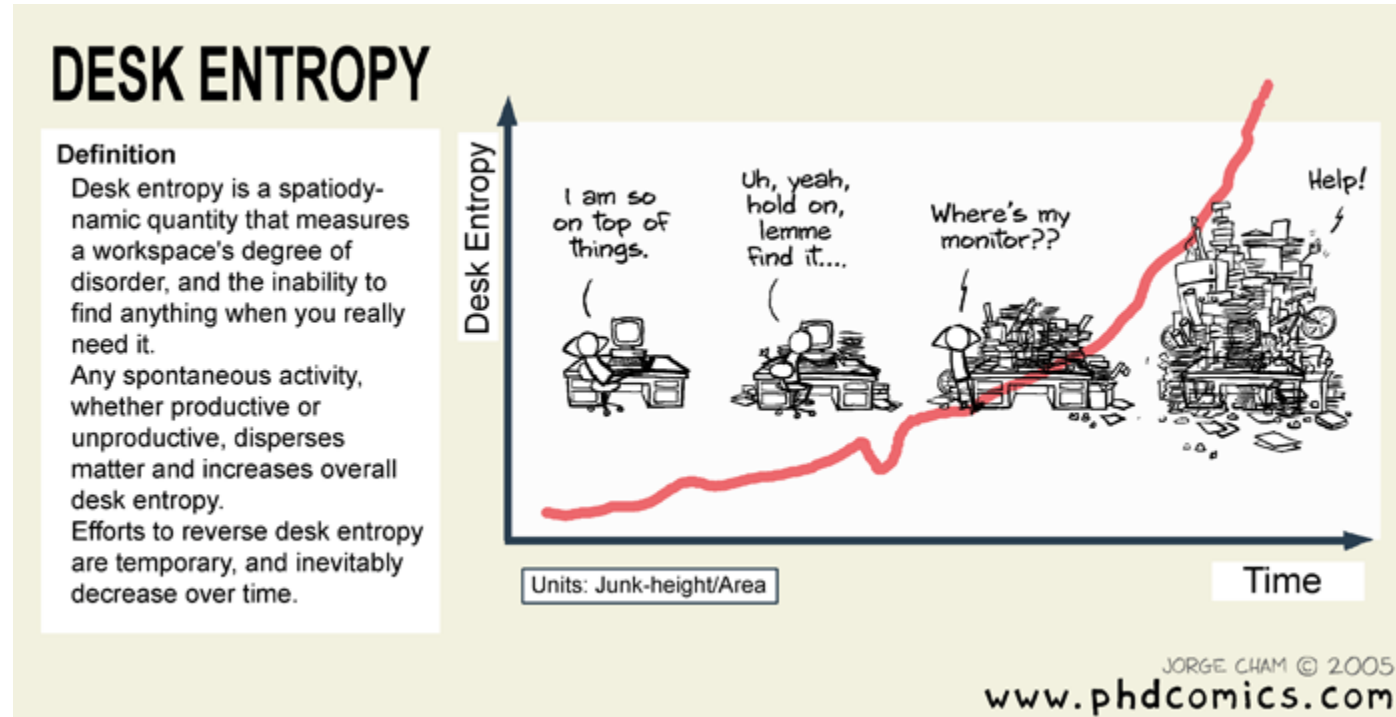 DESK ENTROPY
Definition
Desk entropy is a spatiody-
namic quantity that measures
a workspace's degree of
disorder, and the inability to
find anything when you really
need it.
Any spontaneous activity,
whether productive or
unproductive, disperses
matter and increases overall
desk entropy.
Efforts to reverse desk entropy
are temporary, and inevitably
decrease over time.
Desk Entropy
I am so
on top of
things.
Uh, yeah,
hold on,
lemme
find it....
Where's my
monitor??
Help!
Units: Junk-height/Area
Time
JORGE CHAM © 2005
www.phdcomics.com